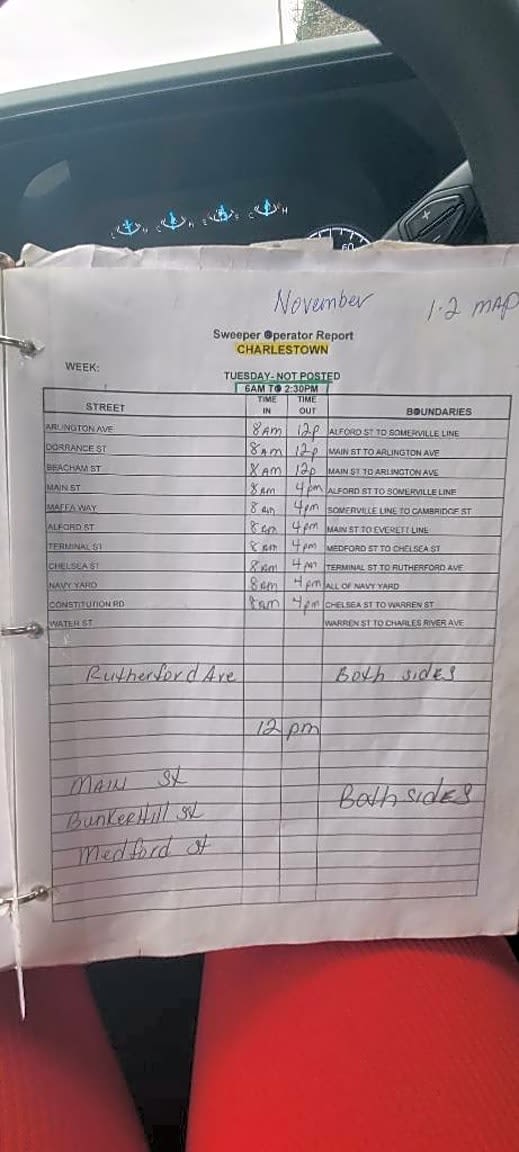 60
November 1-2 MAP
Sweeper Operator Report
CHARLESTOWN
WEEK:
TUESDAY- NOT POSTED
6AM TO 2:30PM
STREET TIME IN TIME OUT BOUNDARIES
ARLINGTON AVE 8AM 12p ALFORD ST TO SOMERVILLE LINE
DORRANCE ST 8AM 12p MAIN ST TO ARLINGTON AVE
BEACHAM ST 8AM 12p MAIN ST TO ARLINGTON AVE
MAIN ST 8AM 4pm ALFORD ST TO SOMERVILLE LINE
MAFFA WAY 8am 4pm SOMERVILLE LINE TO CAMBRIDGE ST
ALFORD ST 8am 4pm MAIN ST TO EVERETT LINE
TERMINAL ST 8am 4pm MEDFORD ST TO CHELSEA ST
CHELSEA ST 8AM 4pm TERMINAL ST TO RUTHERFORD AVE
NAVY YARD 8AM 4pm ALL OF NAVY YARD
CONSTITUTION RD 8am 4pm CHELSEA ST TO WARREN ST
WATER ST WARREN ST TO CHARLES RIVER AVE
Rutherford Ave Both sides
12 pm
MAIN St
Both sides
BunkerHill St
Medford st